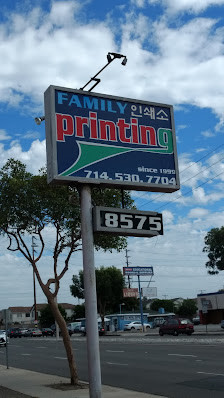 FAMILY 인쇄소
printing
since 1999
714.530.7704
8575